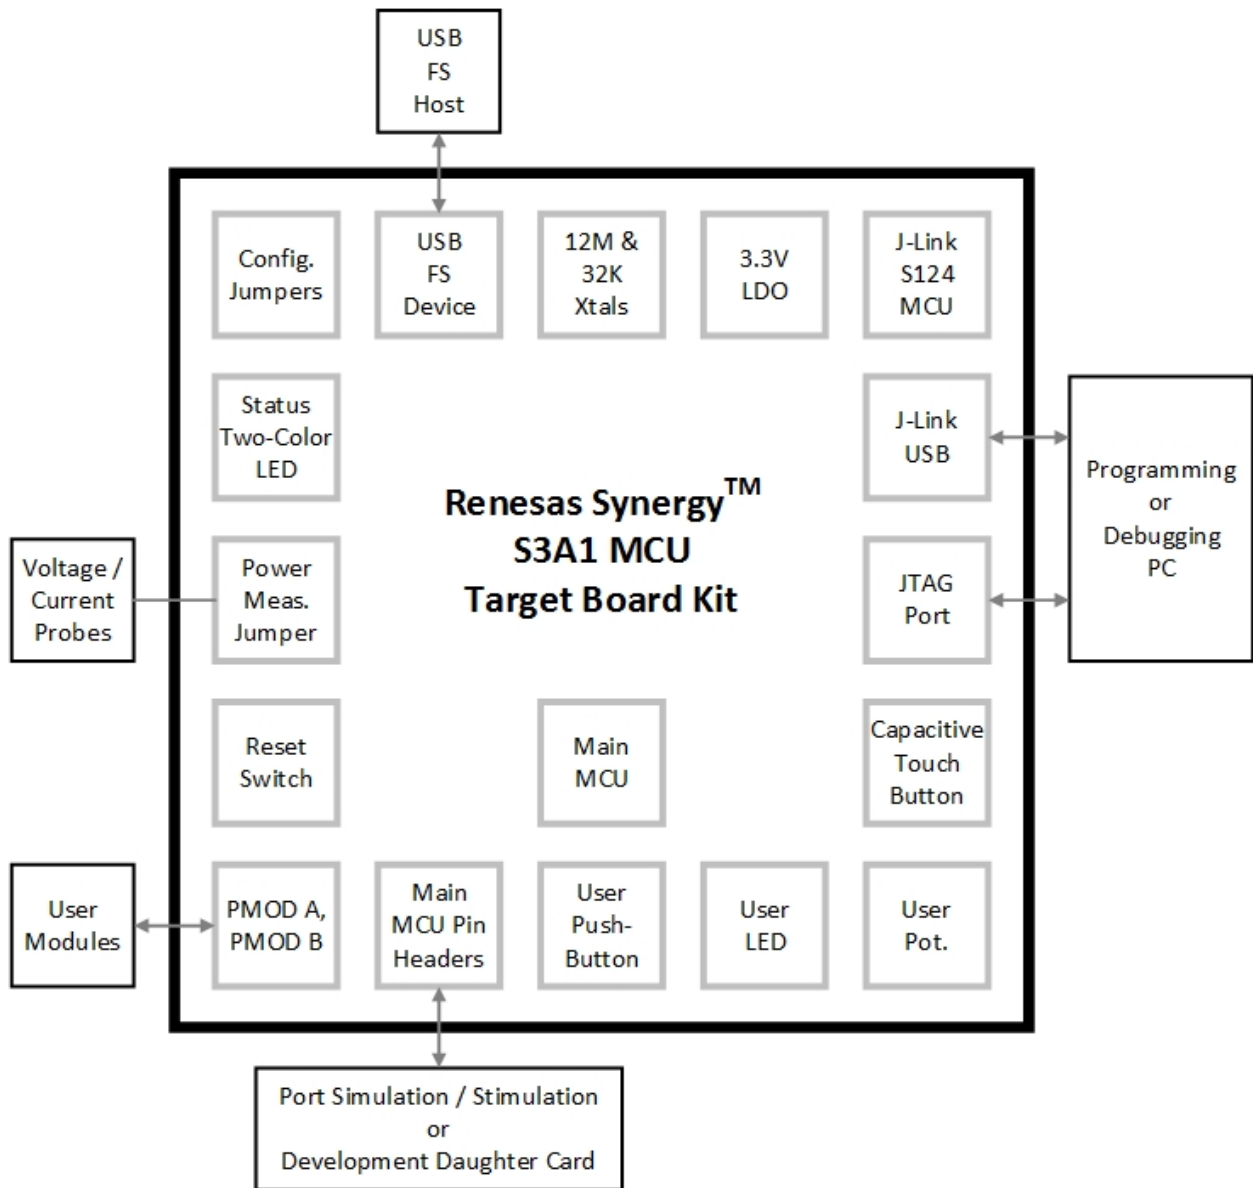 USB
FS
Host
Config.
Jumpers
USB
FS
Device
12M &
32K
Xtals
3.3V
LDO
J-Link
S124
MCU
Status
Two-Color
LED
J-Link
USB
Programming
or
Debugging
PC
Renesas Synergy™
S3A1 MCU
Target Board Kit
Voltage /
Current
Probes
Power
Meas.
Jumper
JTAG
Port
Reset
Switch
Main
MCU
Capacitive
Touch
Button
User
Modules
PMOD A,
PMOD B
Main
MCU Pin
Headers
User
Push-
Button
User
LED
User
Pot.
Port Simulation / Stimulation
or
Development Daughter Card